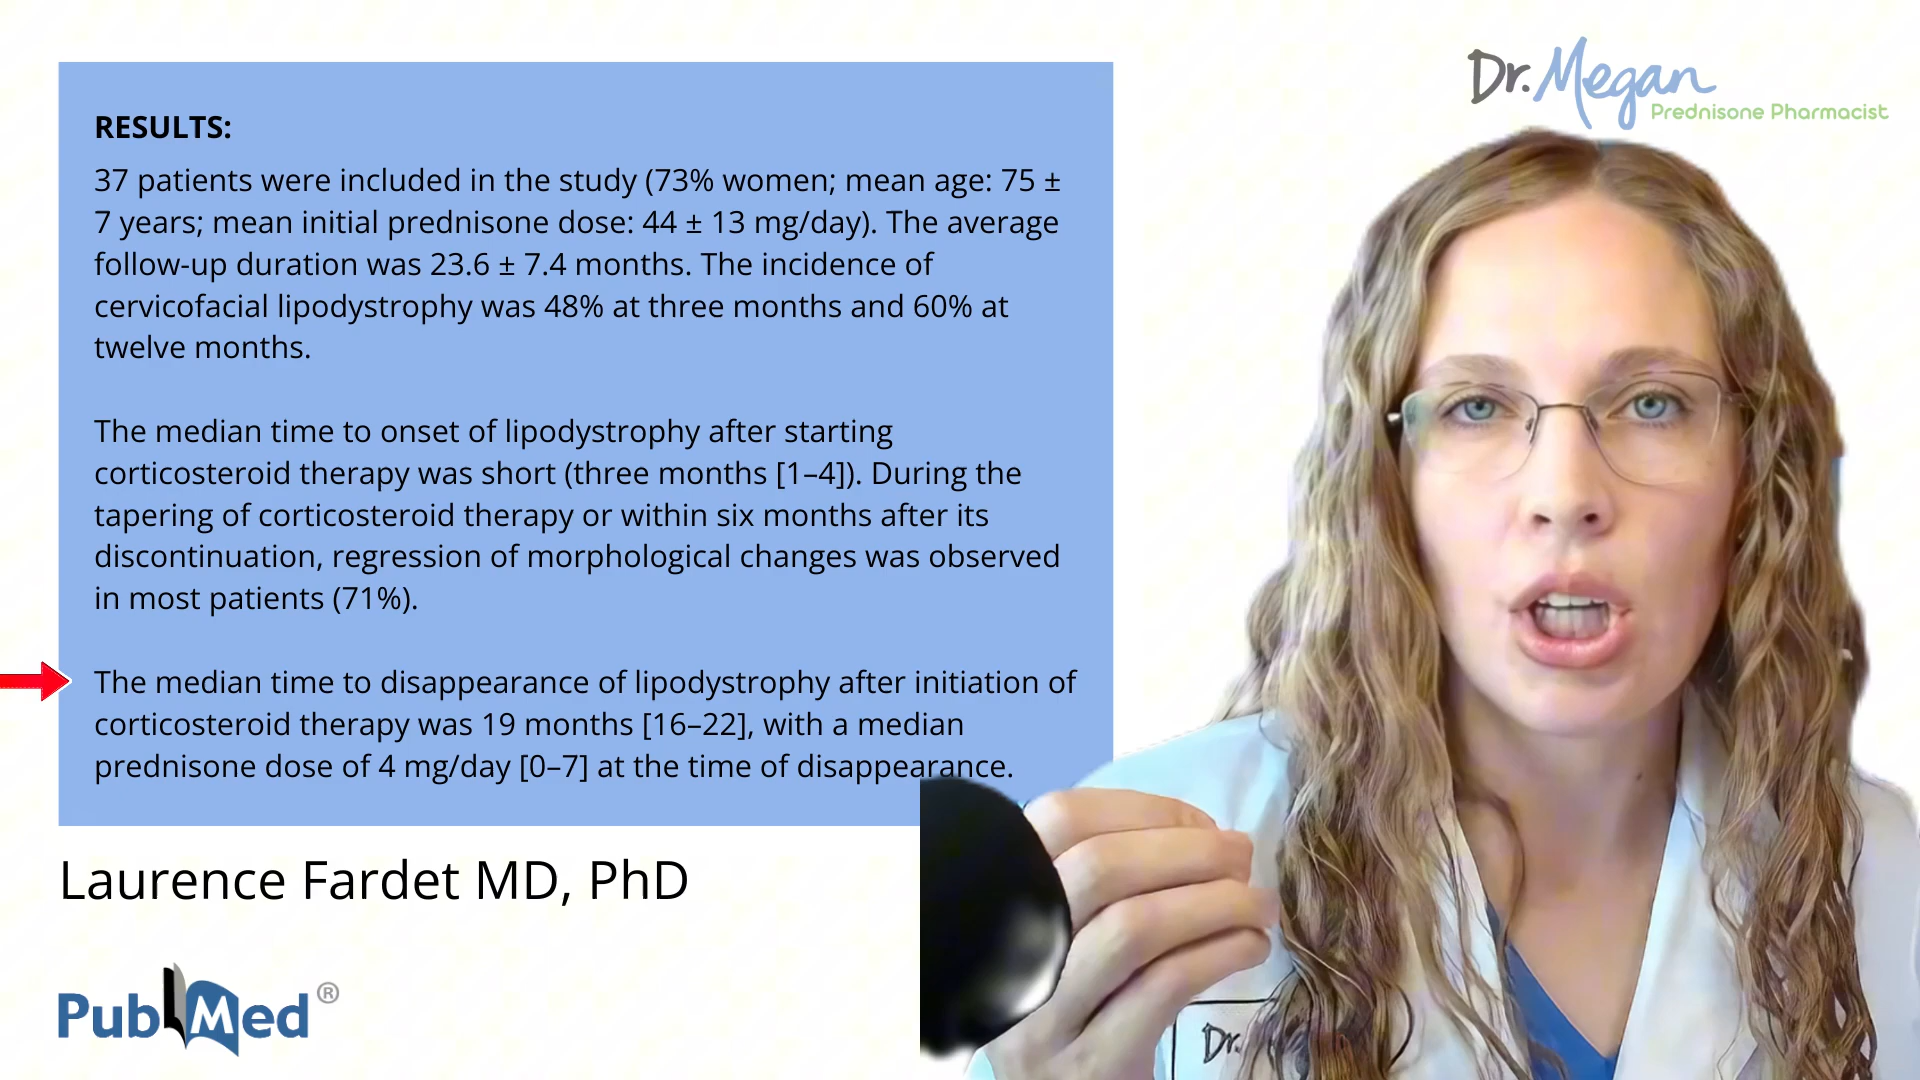 Dr. Megan
Prednisone Pharmacist
RESULTS:
37 patients were included in the study (73% women; mean age: 75 ±
7 years; mean initial prednisone dose: 44 ± 13 mg/day). The average
follow-up duration was 23.6 ± 7.4 months. The incidence of
cervicofacial lipodystrophy was 48% at three months and 60% at
twelve months.
The median time to onset of lipodystrophy after starting
corticosteroid therapy was short (three months [1–4]). During the
tapering of corticosteroid therapy or within six months after its
discontinuation, regression of morphological changes was observed
in most patients (71%).
The median time to disappearance of lipodystrophy after initiation of
corticosteroid therapy was 19 months [16–22], with a median
prednisone dose of 4 mg/day [0–7] at the time of disappearance.
Laurence Fardet MD, PhD
PubMed®
Dr.